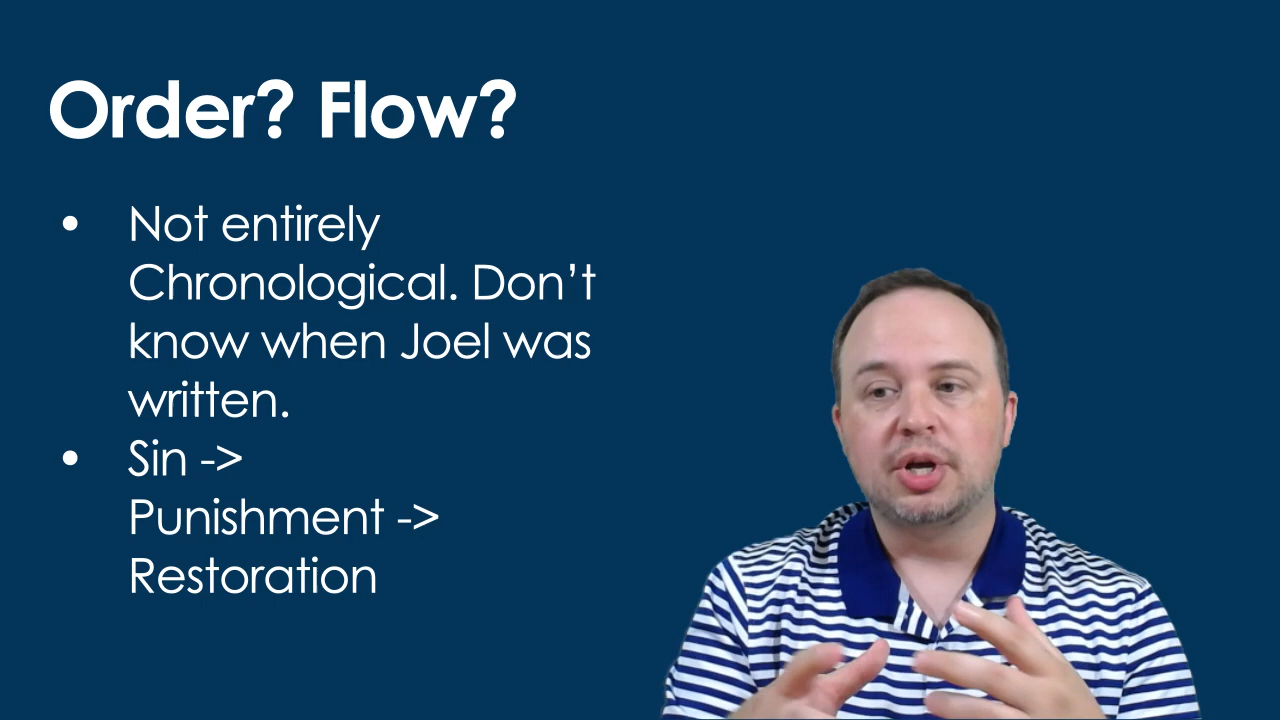 Order? Flow?
• Not entirely
Chronological. Don’t
know when Joel was
written.
• Sin ->
Punishment ->
Restoration